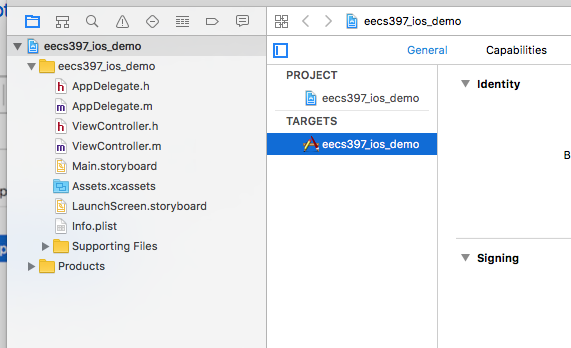 eecs397_ios_demo
eecs397_ios_demo
h AppDelegate.h
m AppDelegate.m
h ViewController.h
m ViewController.m
Main.storyboard
Assets.xcassets
LaunchScreen.storyboard
Info.plist
Supporting Files
Products
eecs397_ios_demo
General Capabilities
PROJECT
eecs397_ios_demo
TARGETS
eecs397_ios_demo
Identity
B
Signing